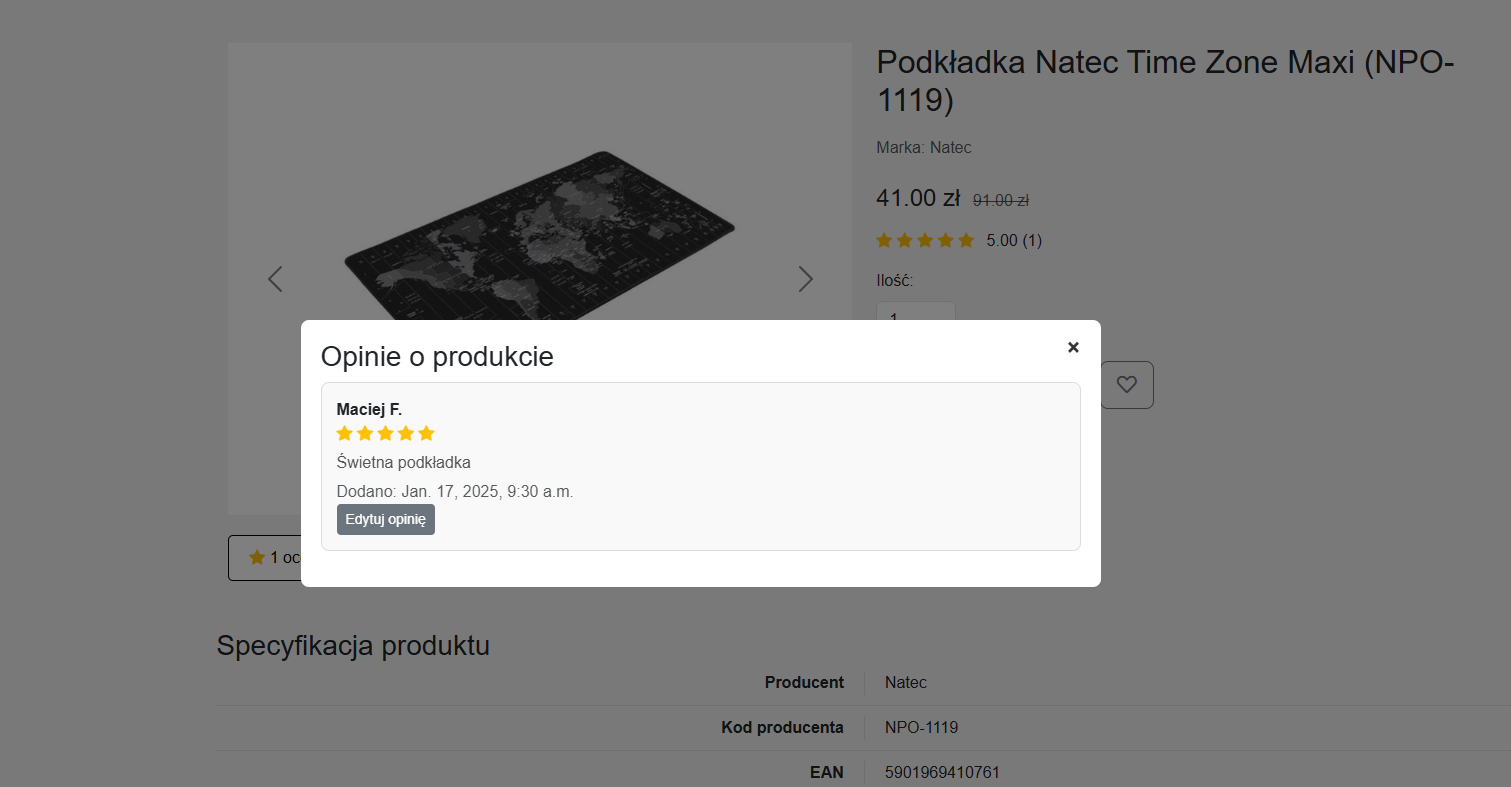 Podkładka Natec Time Zone Maxi (NPO-
1119)
Marka: Natec
41.00 zł 91.00 zł
5.00 (1)
Ilość:
1
Opinie o produkcie
×
Maciej F.
Świetna podkładka
Dodano: Jan. 17, 2025, 9:30 a.m.
Edytuj opinię
1 oc
Specyfikacja produktu
Producent Natec
Kod producenta NPO-1119
EAN 5901969410761